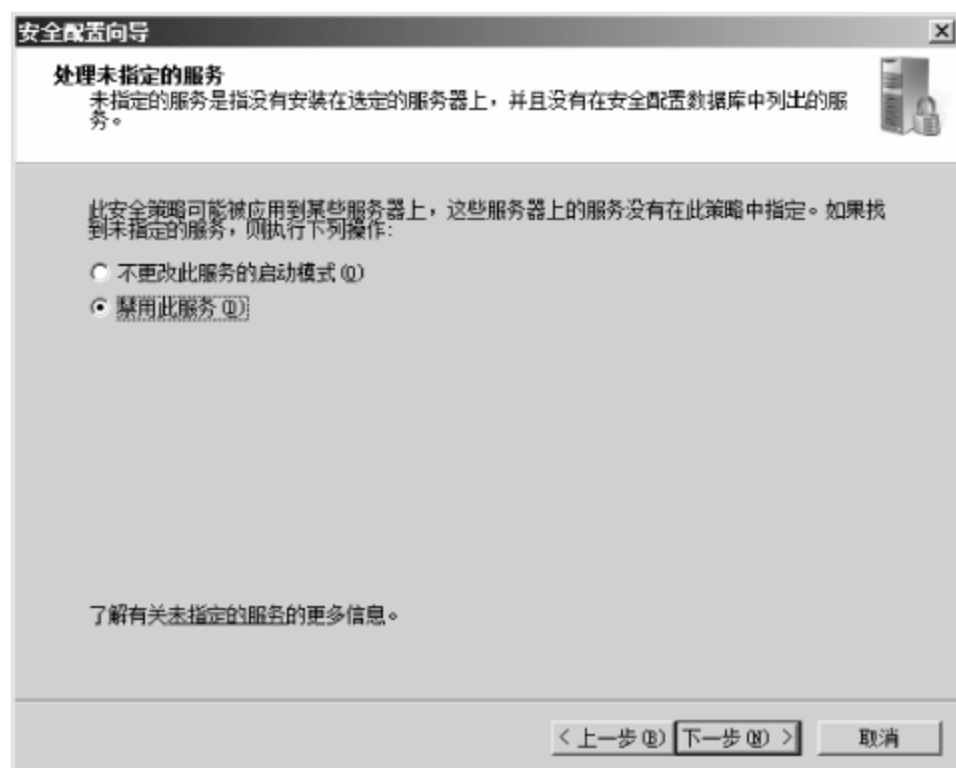 安全配置向导
处理未指定的服务
未指定的服务是指没有安装在选定的服务器上，并且没有在安全配置数据库中列出的服
务。
此安全策略可能被应用到某些服务器上，这些服务器上的服务没有在此策略中指定。如果找
到未指定的服务，则执行下列操作:
不更改此服务的启动模式(O)
禁用此服务(D)
了解有关未指定的服务的更多信息。
< 上一步(B) 下一步(N) > 取消